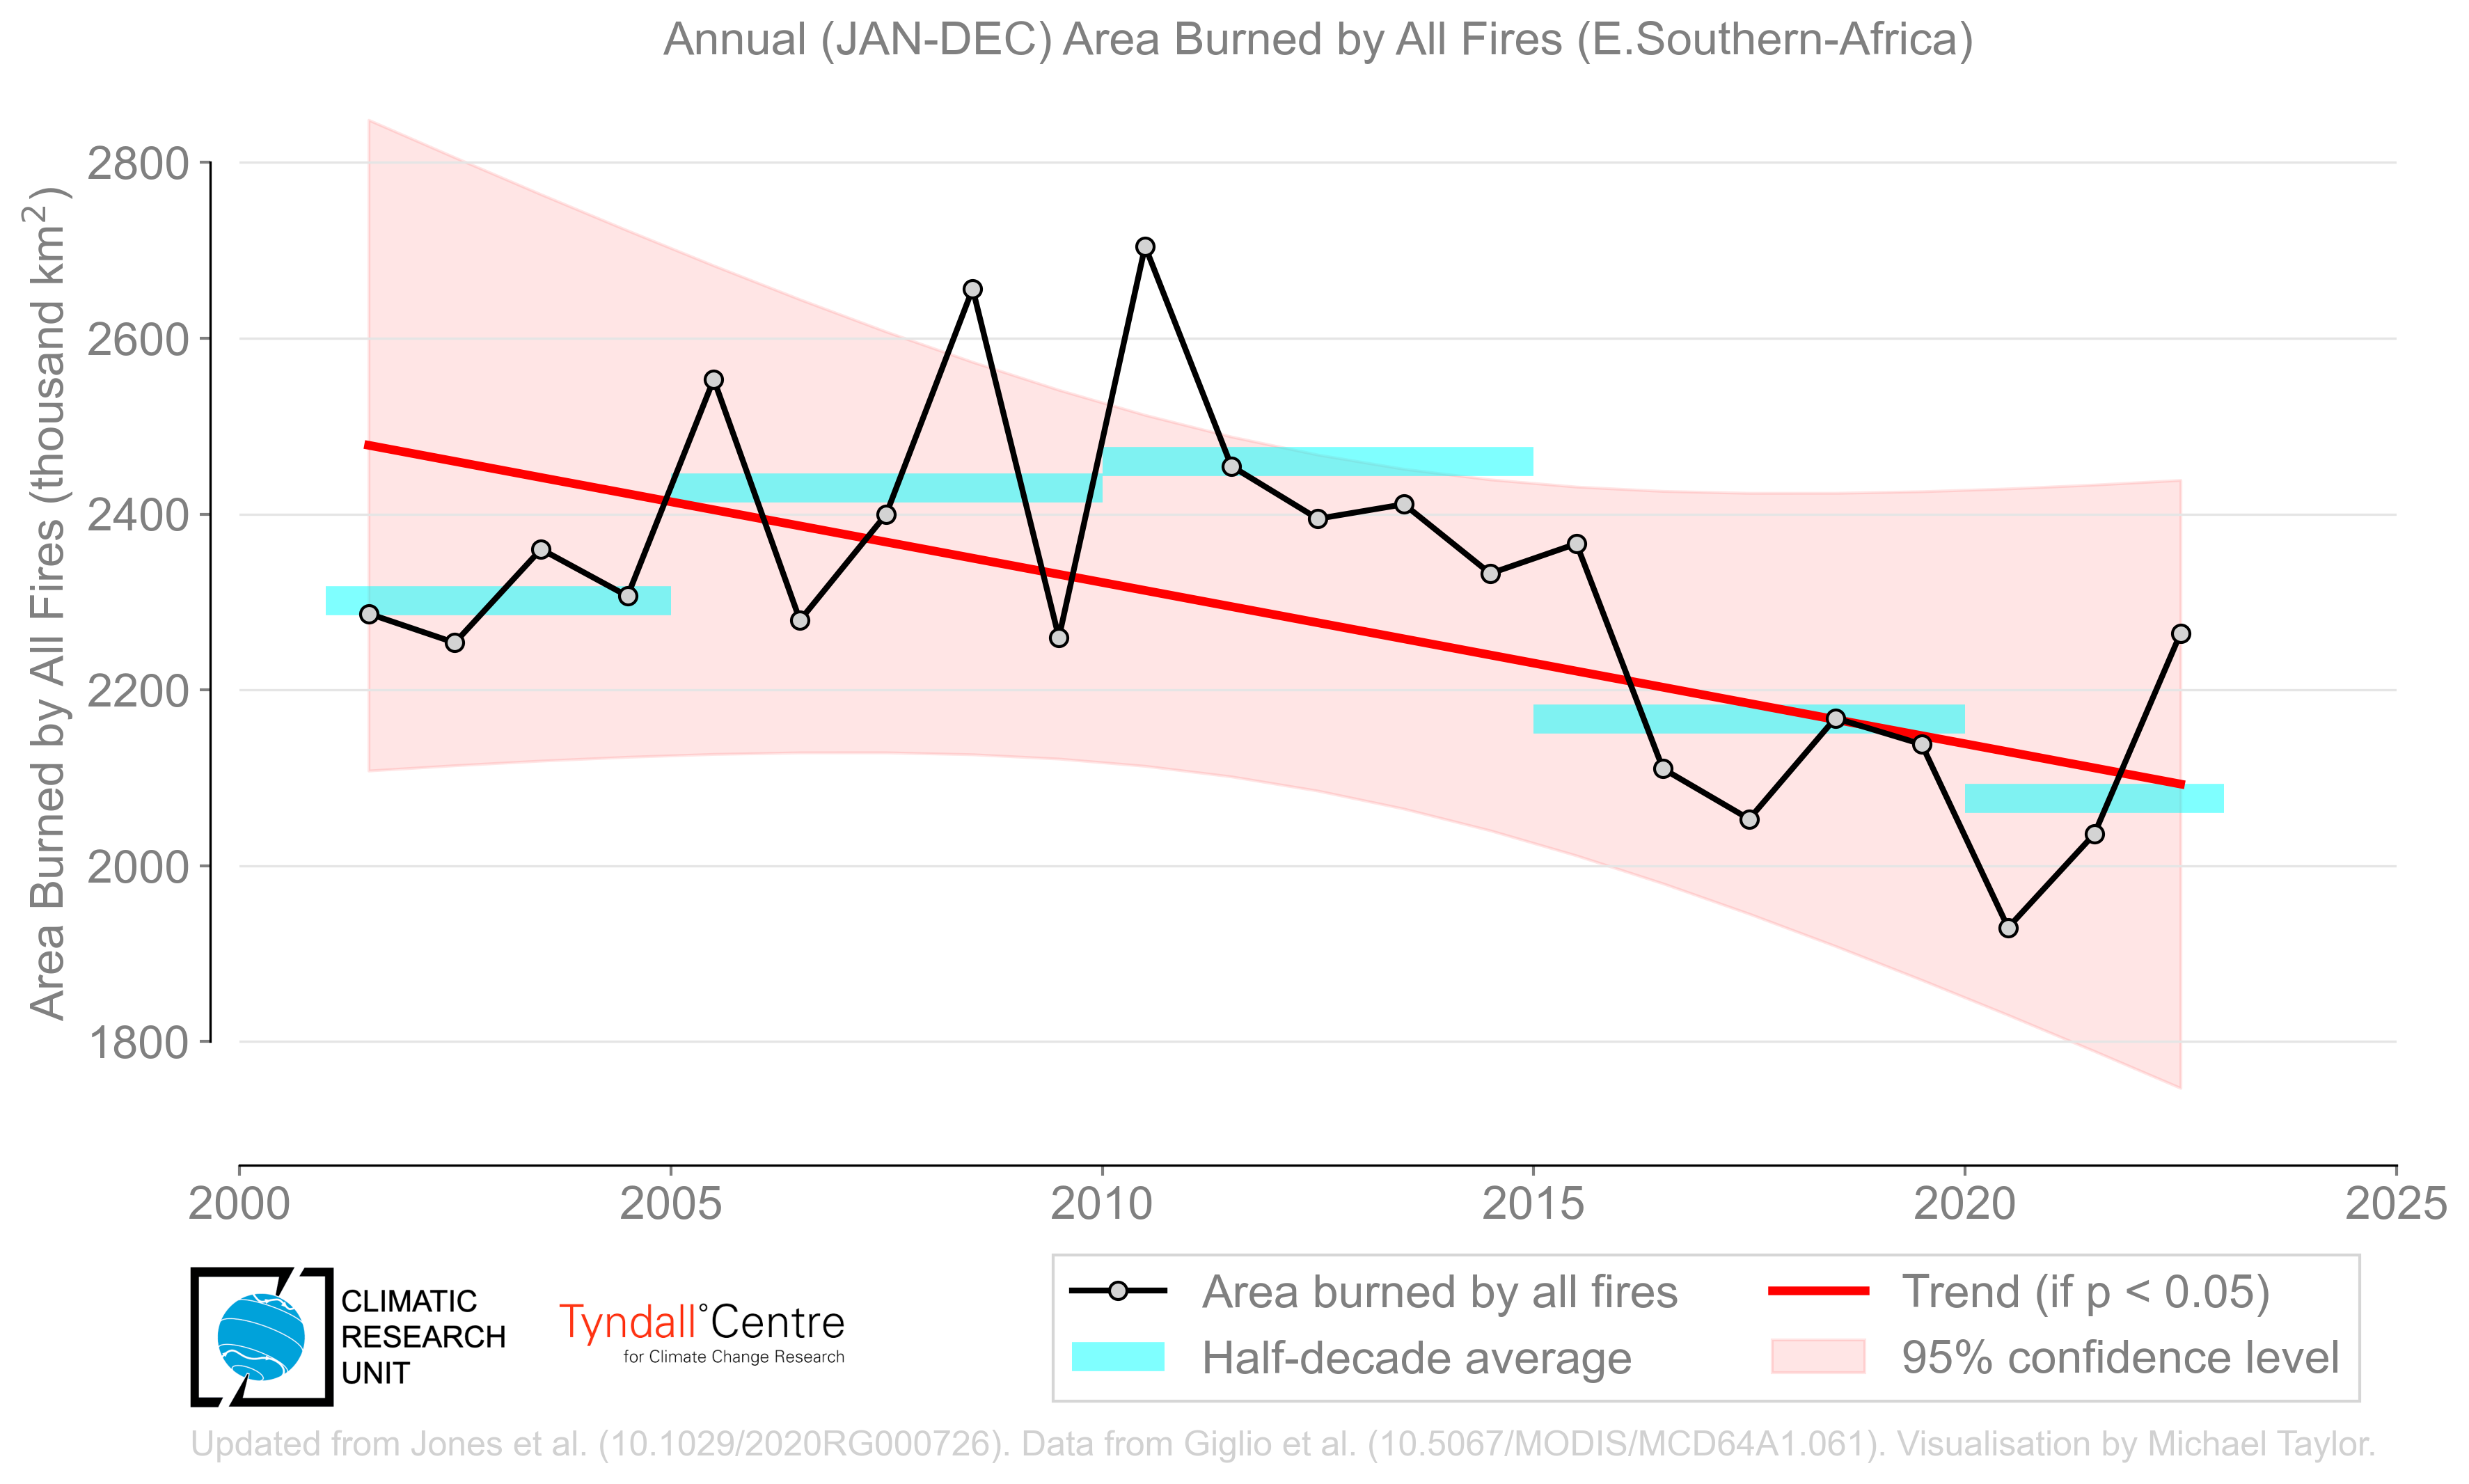 Annual (JAN-DEC) Area Burned by All Fires (E.Southern-Africa)
Area Burned by All Fires (thousand km²)
2800
2600
2400
2200
2000
1800
2000 2005 2010 2015 2020 2025
CLIMATIC
RESEARCH
UNIT
Tyndall°Centre
for Climate Change Research
Area burned by all fires
Half-decade average
Trend (if p < 0.05)
95% confidence level
Updated from Jones et al. (10.1029/2020RG000726). Data from Giglio et al. (10.5067/MODIS/MCD64A1.061). Visualisation by Michael Taylor.